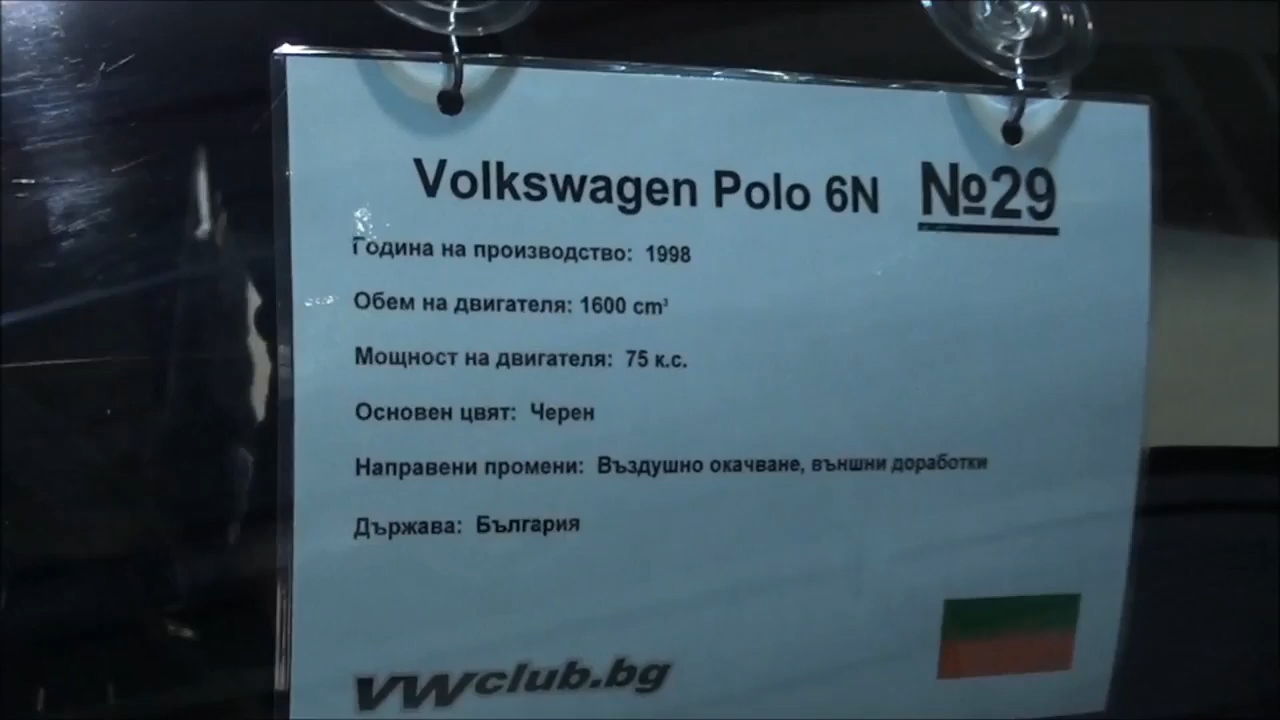 Volkswagen Polo 6N №29
Година на производство: 1998
Обем на двигателя: 1600 cm³
Мощност на двигателя: 75 к.с.
Основен цвят: Черен
Направени промени: Въздушно окачване, външни доработки
Държава: България
vwclub.bg